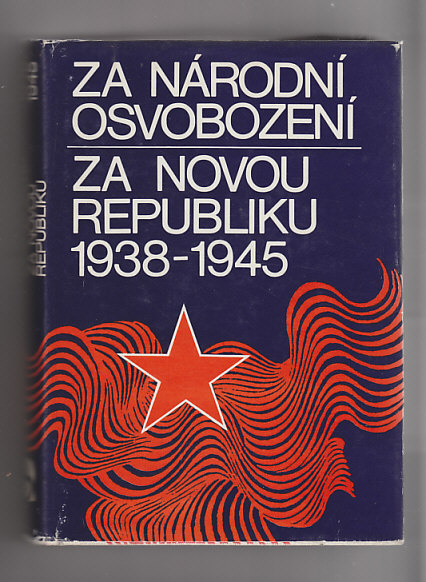 ZA NÁRODNÍ
OSVOBOZENÍ
ZA NOVOU
REPUBLIKU
1938-1945
REPUBLIKU